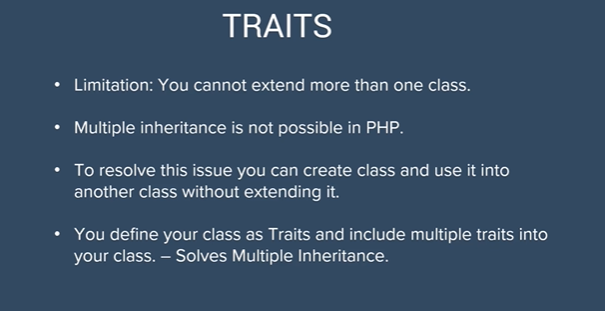 TRAITS
• Limitation: You cannot extend more than one class.
• Multiple inheritance is not possible in PHP.
• To resolve this issue you can create class and use it into
another class without extending it.
• You define your class as Traits and include multiple traits into
your class. – Solves Multiple Inheritance.